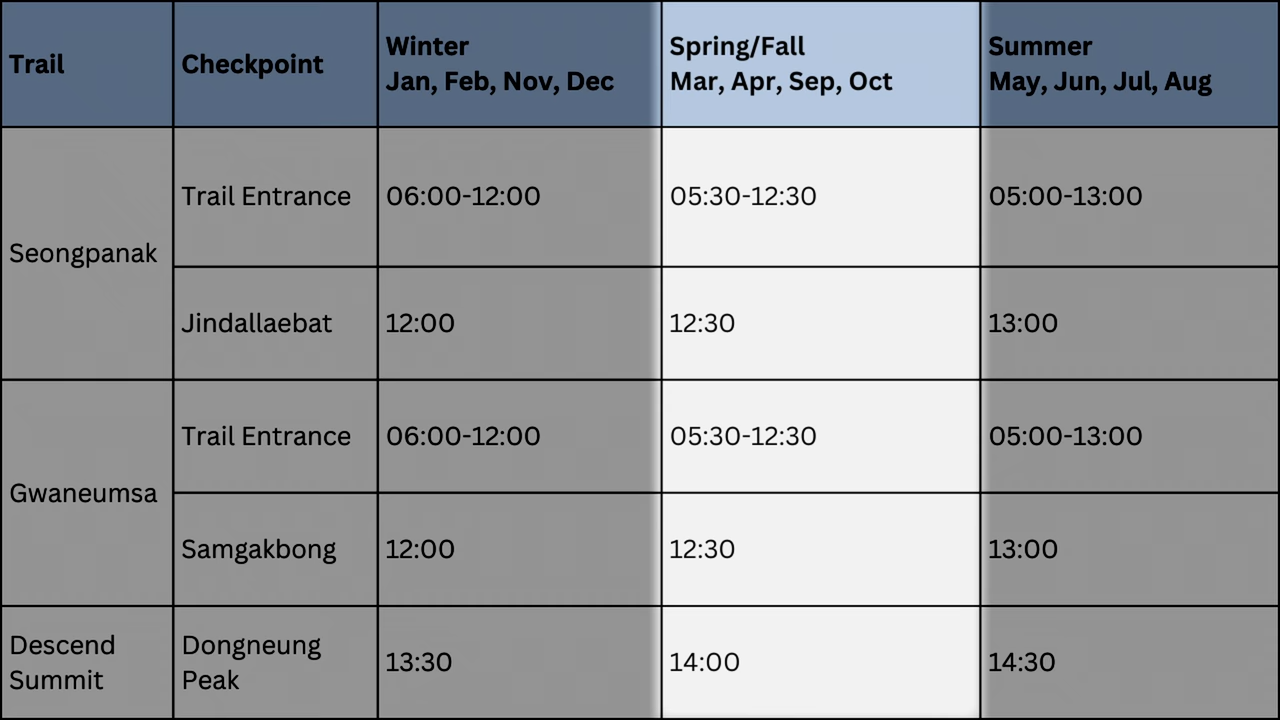 Trail
Checkpoint
Winter
Jan, Feb, Nov, Dec
Spring/Fall
Mar, Apr, Sep, Oct
Summer
May, Jun, Jul, Aug
Seongpanak
Trail Entrance
06:00-12:00
05:30-12:30
05:00-13:00
Jindallaebat
12:00
12:30
13:00
Gwaneumsa
Trail Entrance
06:00-12:00
05:30-12:30
05:00-13:00
Samgakbong
12:00
12:30
13:00
Descend
Summit
Dongneung
Peak
13:30
14:00
14:30